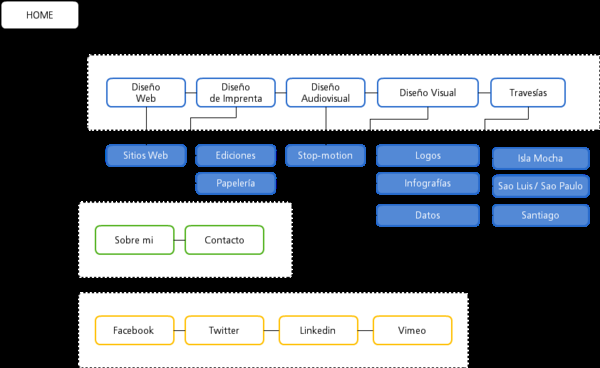 HOME
Diseño
Web
Diseño
de Imprenta
Diseño
Audiovisual
Diseño Visual
Travesías
Sitios Web
Ediciones
Stop-motion
Logos
Isla Mocha
Papelería
Infografías
Sao Luis / Sao Paulo
Datos
Santiago
Sobre mi
Contacto
Facebook
Twitter
Linkedin
Vimeo